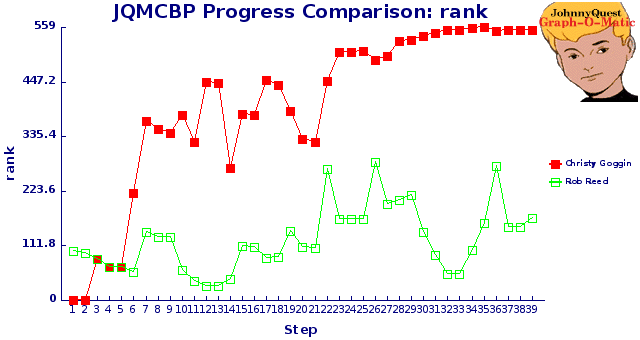 JQMCBP Progress Comparison: rank
JohnnyQuest
Graph-O-Matic
559
447.2
335.4
223.6
111.8
0
rank
Christy Goggin
Rob Reed
1 2 3 4 5 6 7 8 9 10 11 12 13 14 15 16 17 18 19 20 21 22 23 24 25 26 27 28 29 30 31 32 33 34 35 36 37 38 39
Step